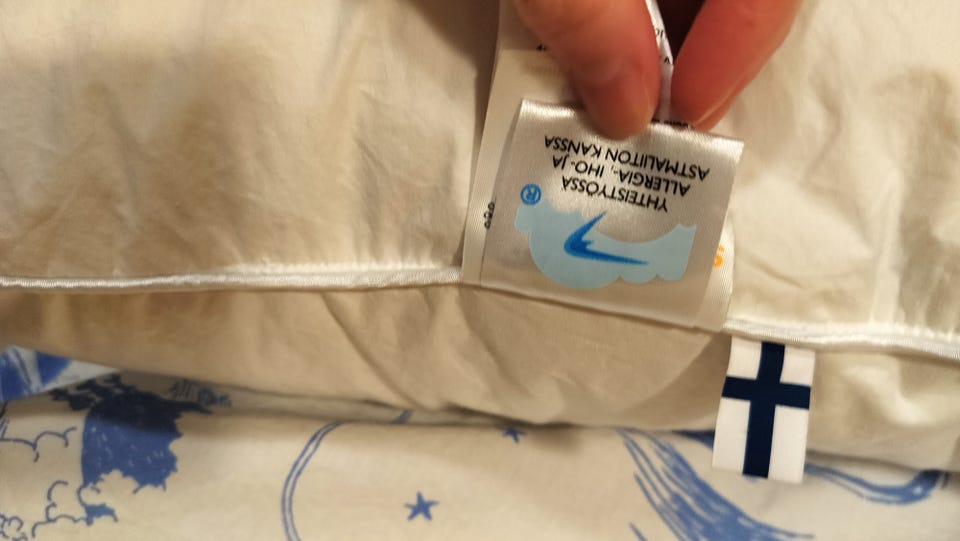 YHTEISTYÖSSÄ
ALLERGIA-, IHO- JA
ASTMALIITON KANSSA
®